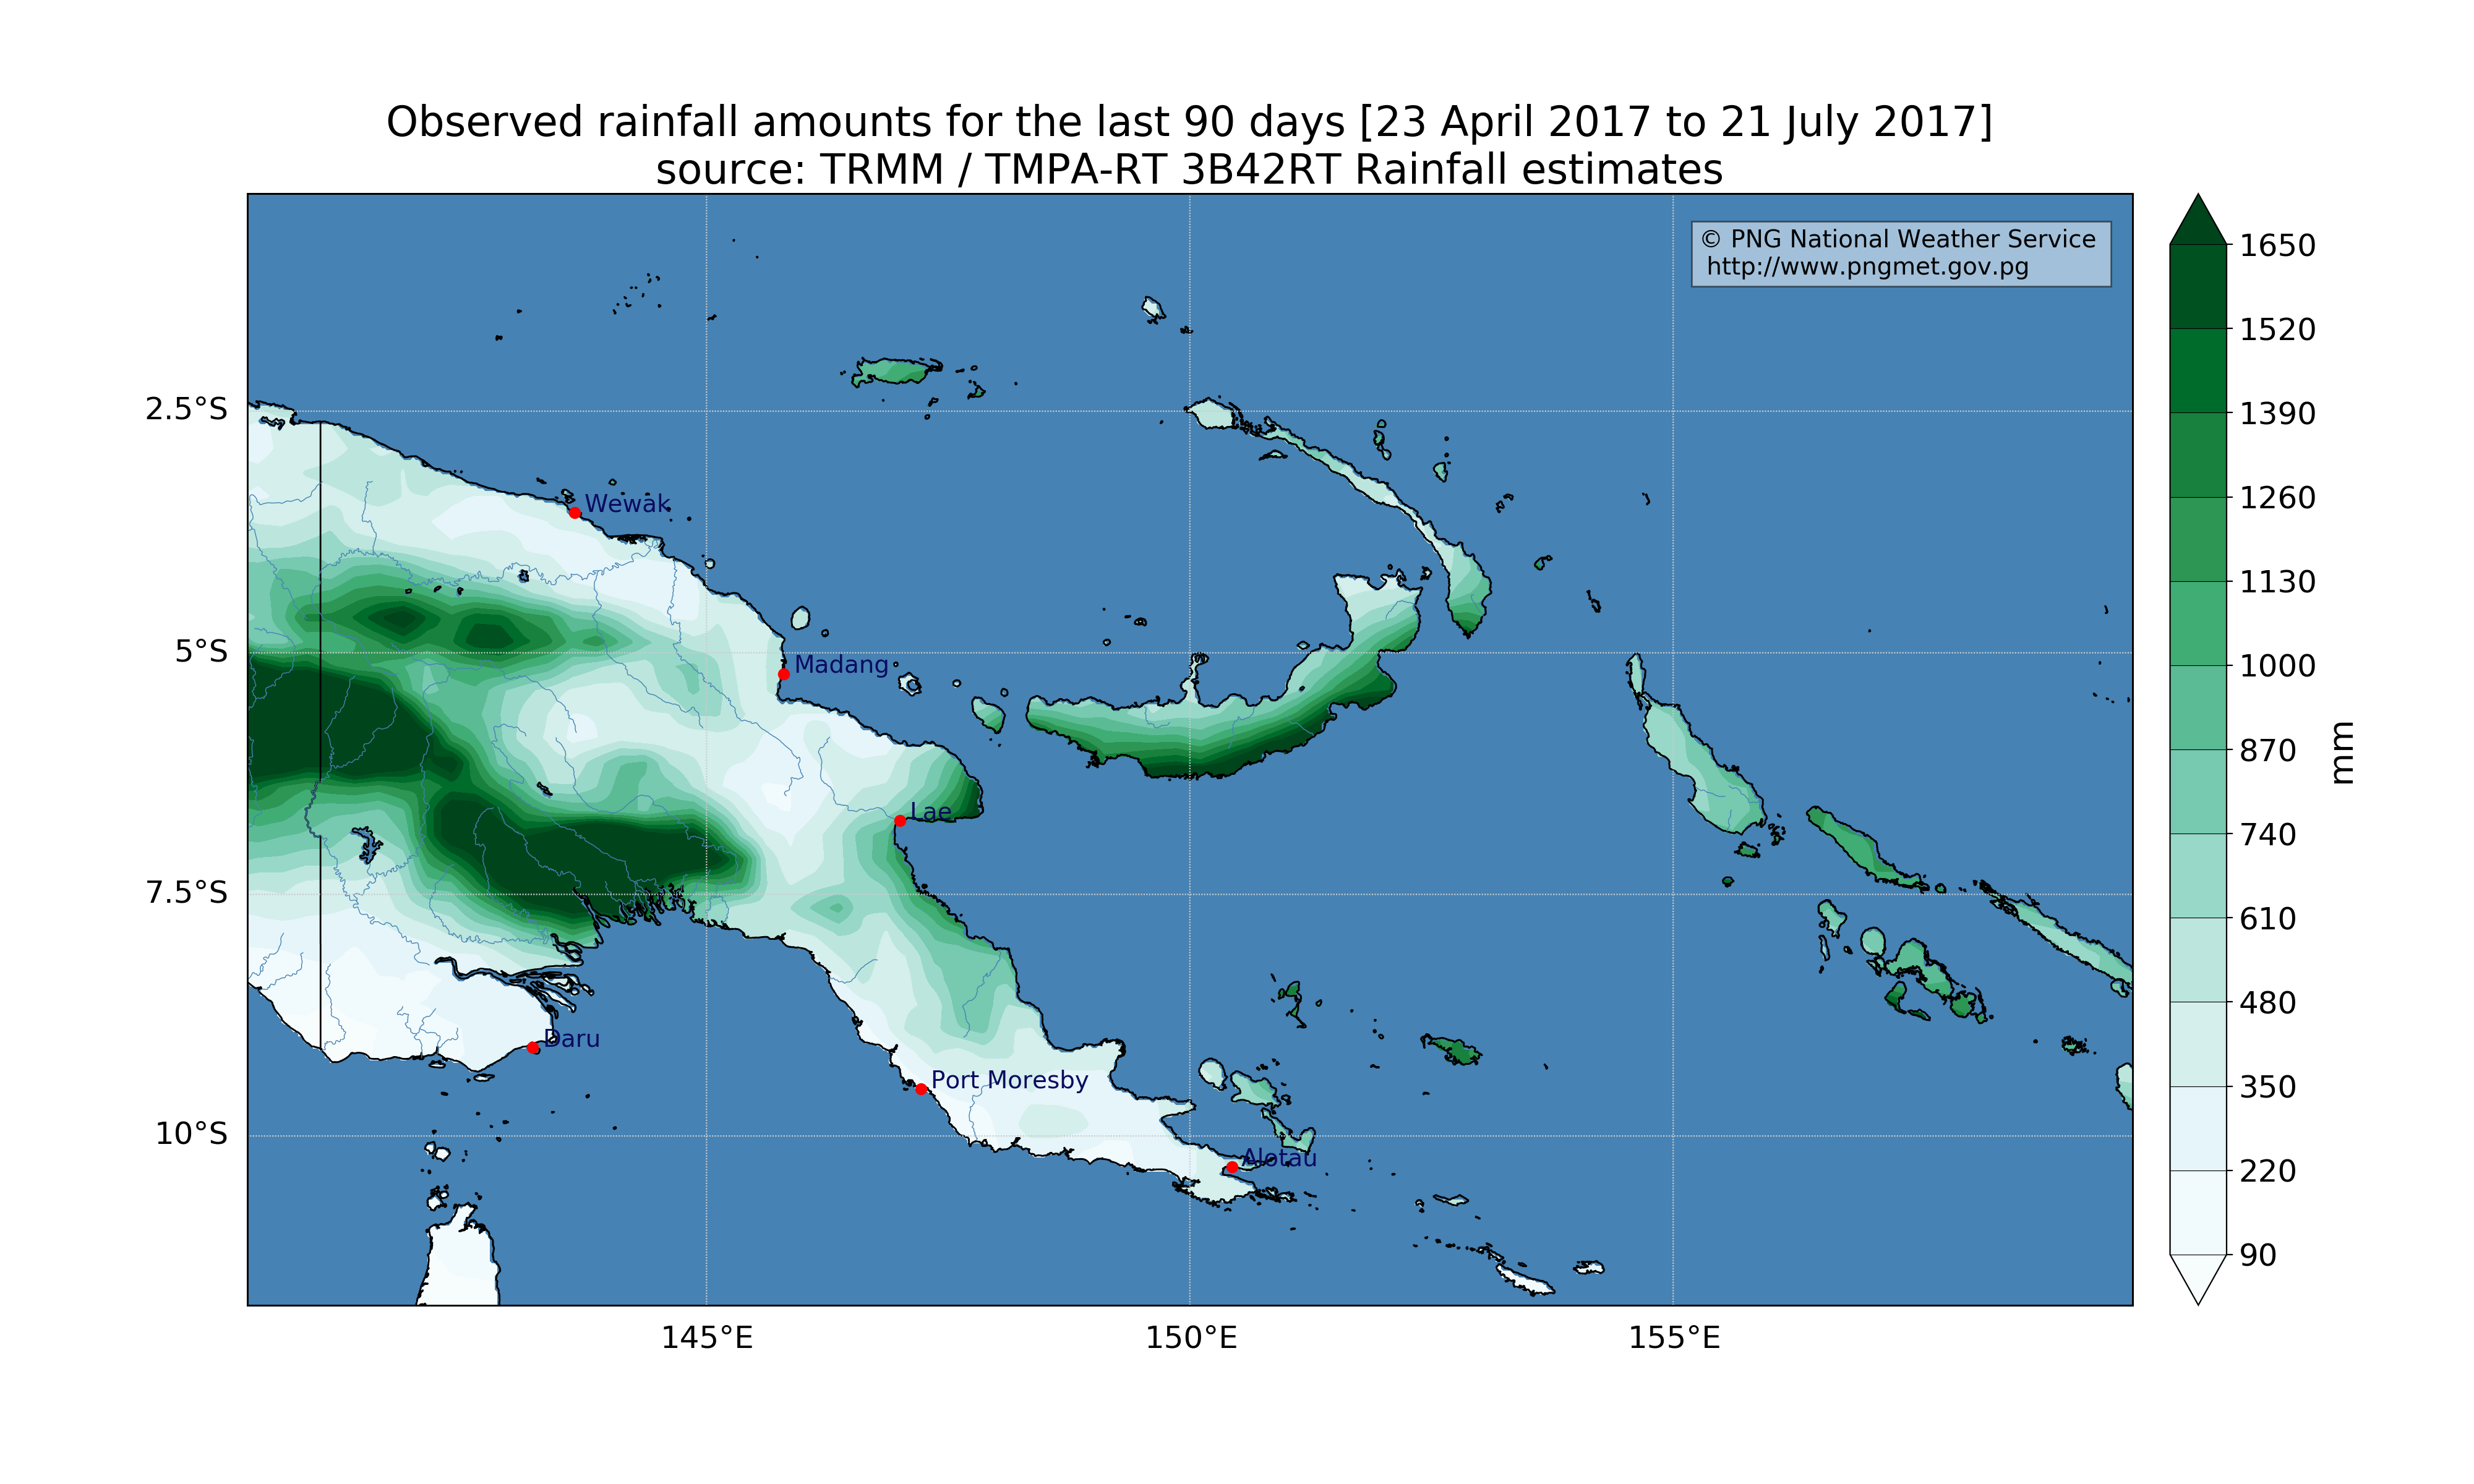 Observed rainfall amounts for the last 90 days [23 April 2017 to 21 July 2017]
source: TRMM / TMPA-RT 3B42RT Rainfall estimates
© PNG National Weather Service
http://www.pngmet.gov.pg
1650
1520
1390
1260
1130
1000
870
740
610
480
350
220
90
mm
2.5°S
5°S
7.5°S
10°S
Wewak
Madang
Lae
Daru
Port Moresby
Alotau
145°E
150°E
155°E